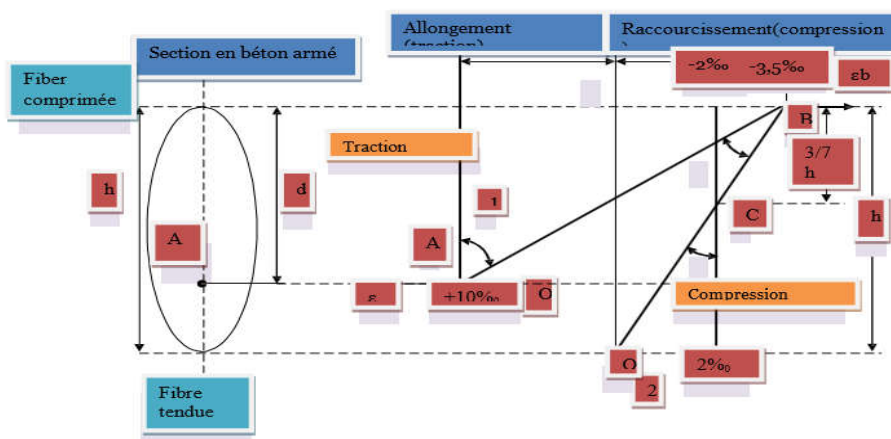 Allongement
(traction)
Raccourcissement(compression
)
Section en béton armé
-2‰ -3,5‰
εb
Fiber
comprimée
B
Traction
3/7
h
h
d
1
C
h
A
A
ε
+10‰
O
Compression
O
2‰
2
Fibre
tendue